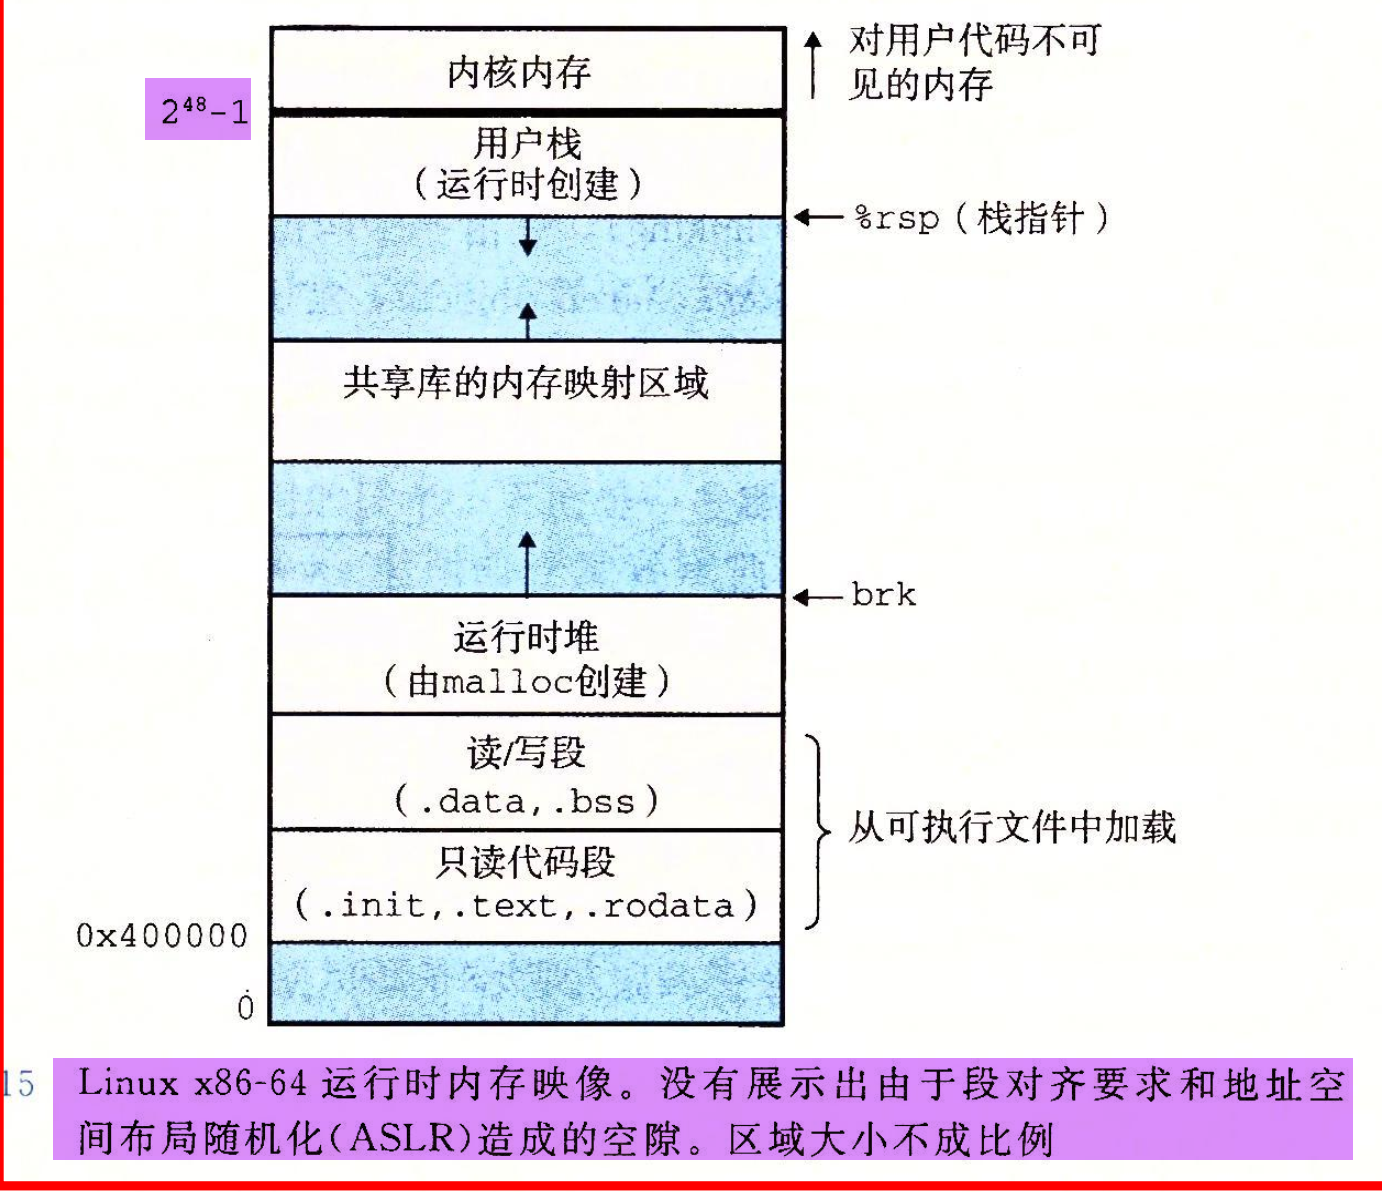 内核内存
对用户代码不可
见的内存
2⁴⁸-1
用户栈
(运行时创建)
%rsp(栈指针)
共享库的内存映射区域
brk
运行时堆
(由malloc创建)
读/写段
(.data,.bss)
从可执行文件中加载
只读代码段
(.init,.text,.rodata)
0x400000
0
15 Linux x86-64 运行时内存映像。没有展示出由于段对齐要求和地址空
间布局随机化(ASLR)造成的空隙。区域大小不成比例